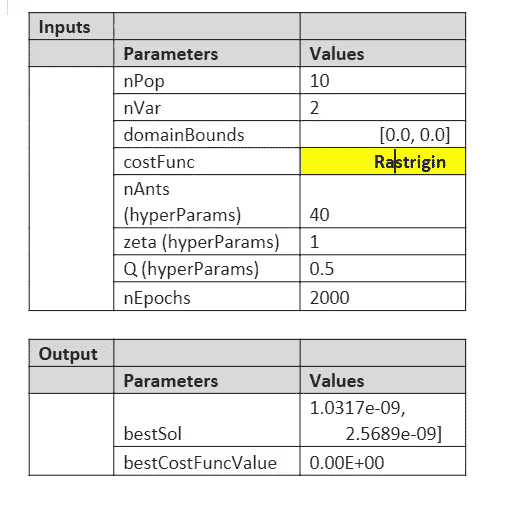 Inputs
Parameters Values
nPop 10
nVar 2
domainBounds [0.0, 0.0]
costFunc Rastrigin
nAnts
(hyperParams) 40
zeta (hyperParams) 1
Q (hyperParams) 0.5
nEpochs 2000
Output
Parameters Values
1.0317e-09,
bestSol 2.5689e-09]
bestCostFuncValue 0.00E+00